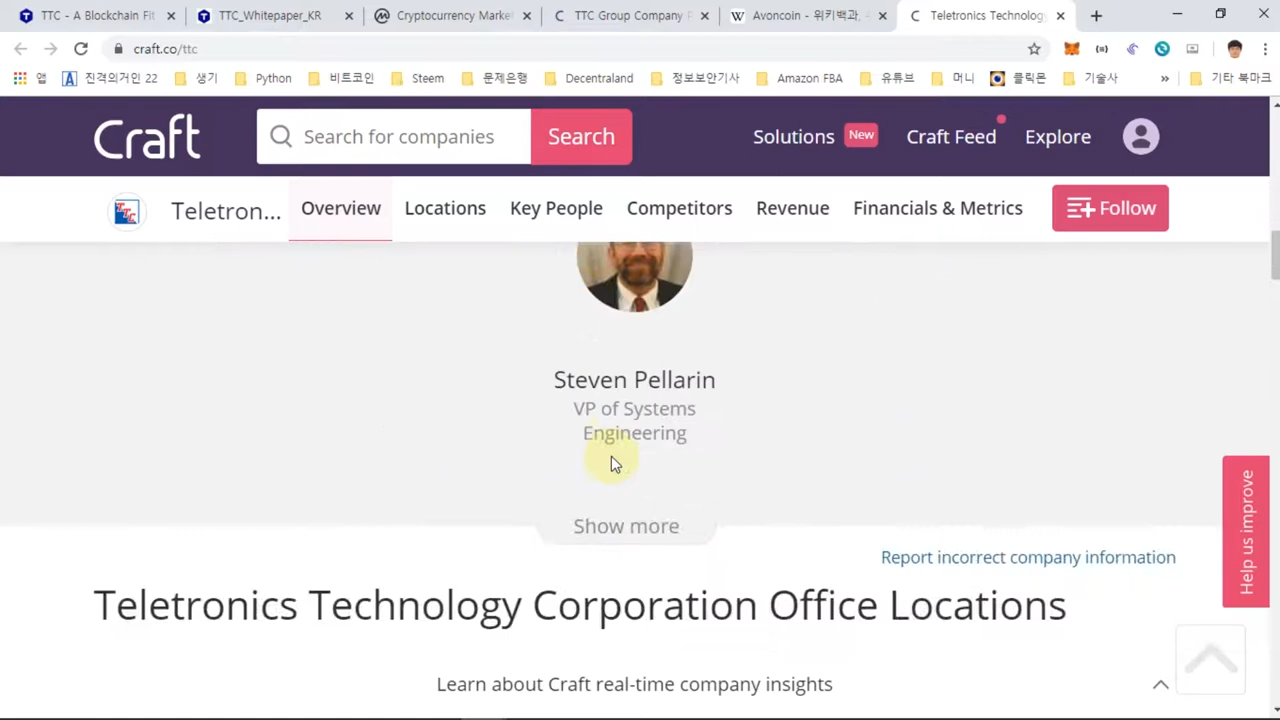 TTC - A Blockchain Fit
TTC_Whitepaper_KR
Cryptocurrency Marke
TTC Group Company P
Avoncoin - 위키백과,
Teletronics Technolog
craft.co/ttc
앱
진격의거인 22
생기
Python
비트코인
Steem
문제은행
Decentraland
정보보안기사
Amazon FBA
유튜브
머니
클릭몬
기술사
»
기타 북마크
Craft
Search for companies
Search
Solutions New
Craft Feed
Explore
TTC
Teletron...
Overview
Locations
Key People
Competitors
Revenue
Financials & Metrics
Follow
Steven Pellarin
VP of Systems
Engineering
Show more
Report incorrect company information
Help us improve
Teletronics Technology Corporation Office Locations
Learn about Craft real-time company insights